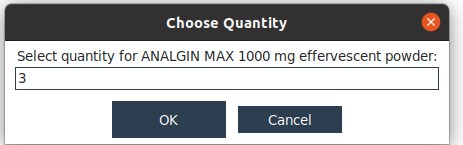 Choose Quantity
Select quantity for ANALGIN MAX 1000 mg effervescent powder:
3
OK Cancel